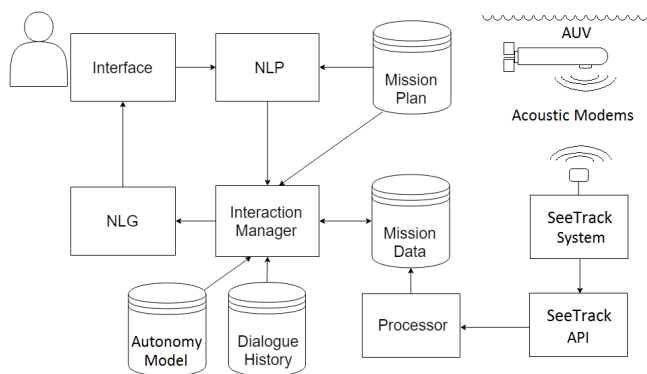 AUV
Interface
NLP
Mission
Plan
Acoustic Modems
NLG
Interaction
Manager
Mission
Data
SeeTrack
System
Autonomy
Model
Dialogue
History
Processor
SeeTrack
API